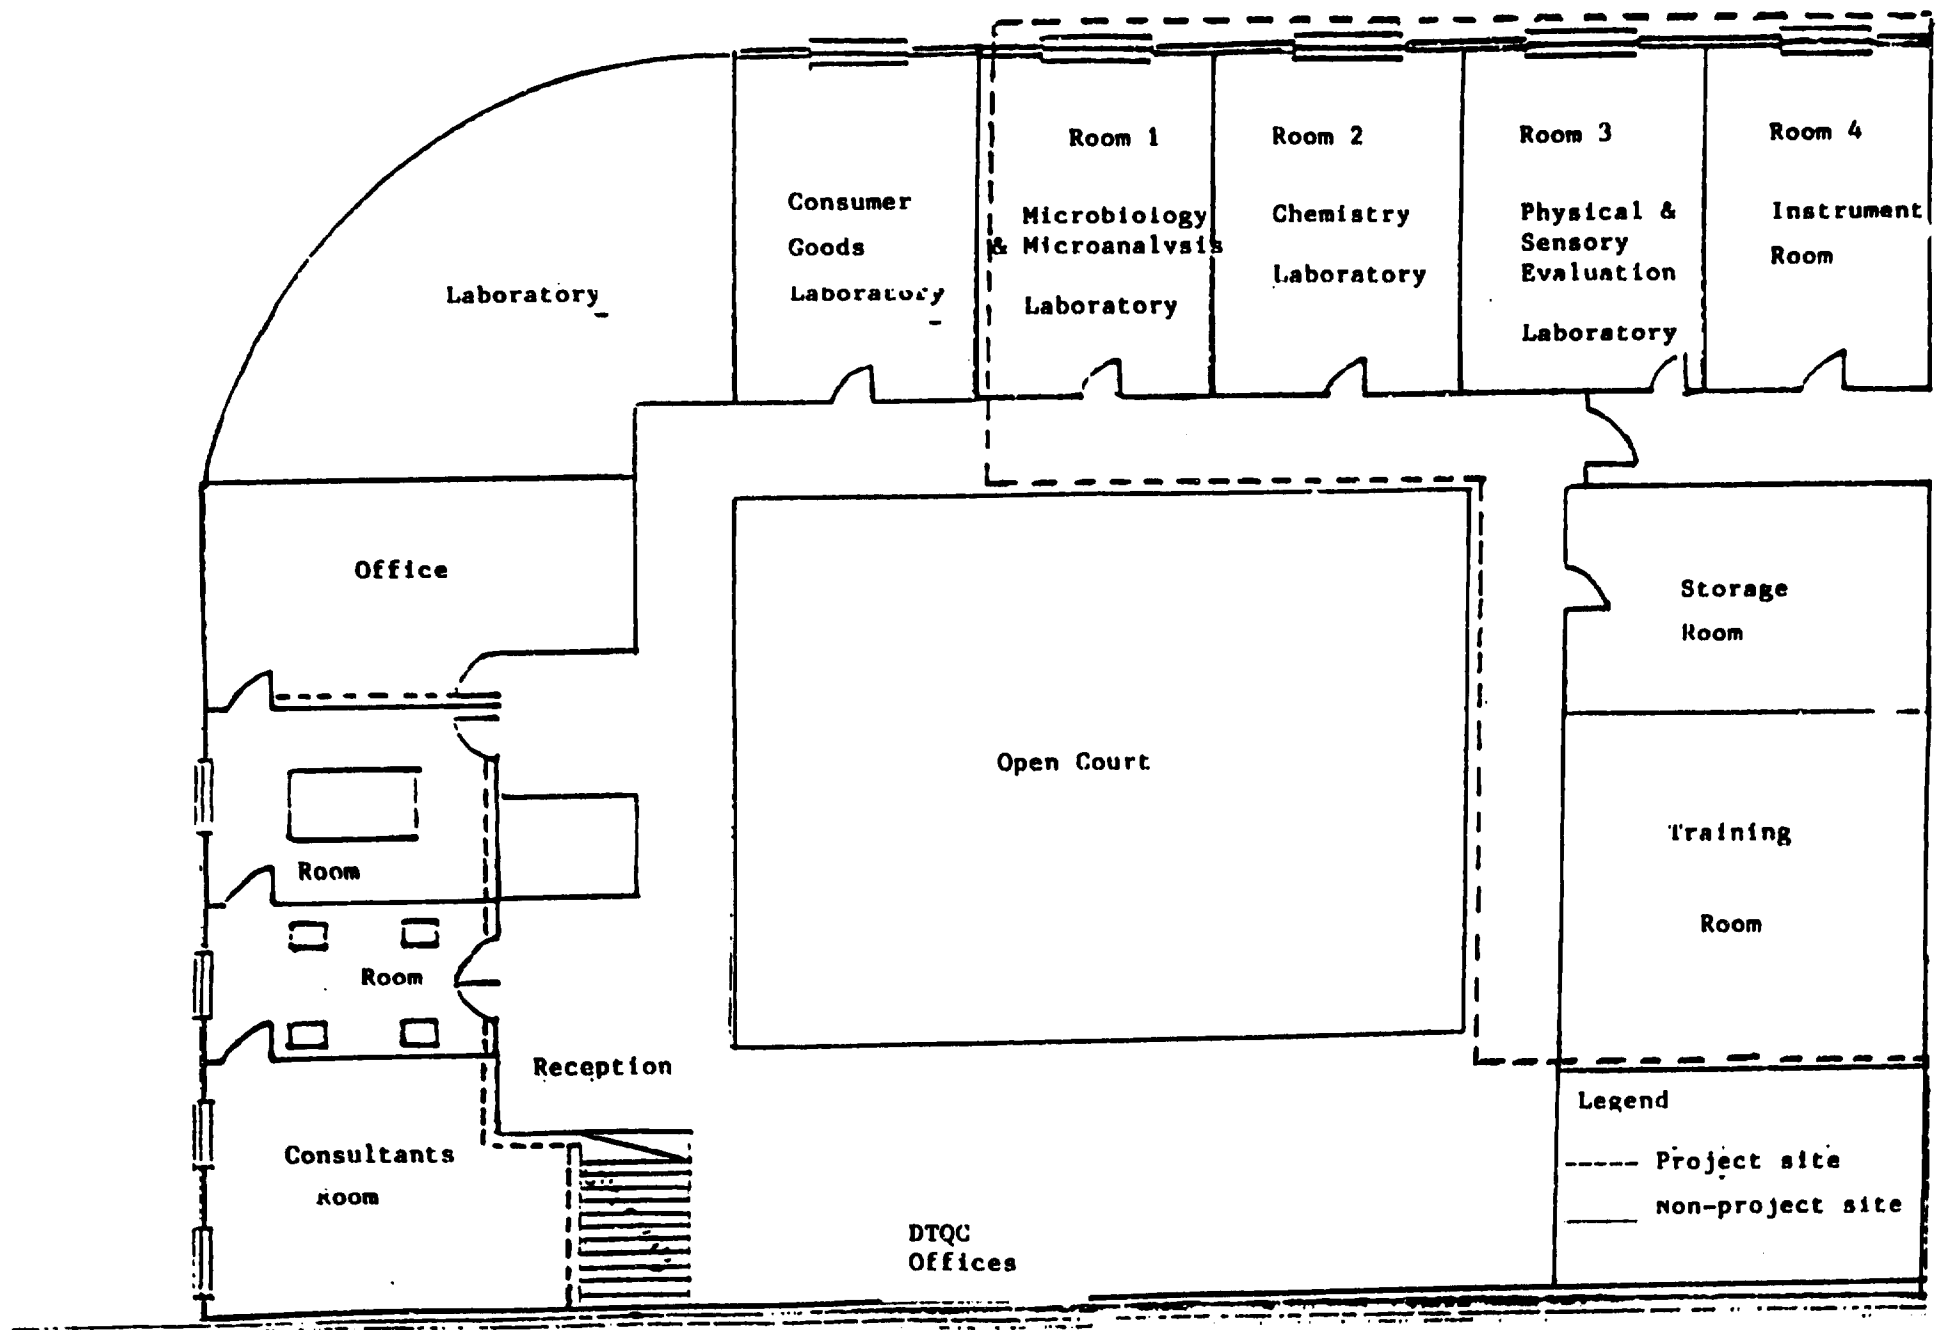 Room 1
Room 2
Room 3
Room 4
Consumer
Goods
Laboratory
Microbiology
& Microanalysis
Laboratory
Chemistry
Laboratory
Physical &
Sensory
Evaluation
Laboratory
Instrument
Room
Laboratory
Office
Storage
Room
Open Court
Training
Room
Room
Room
Reception
Consultants
Room
DTQC
Offices
Legend
Project site
Non-project site